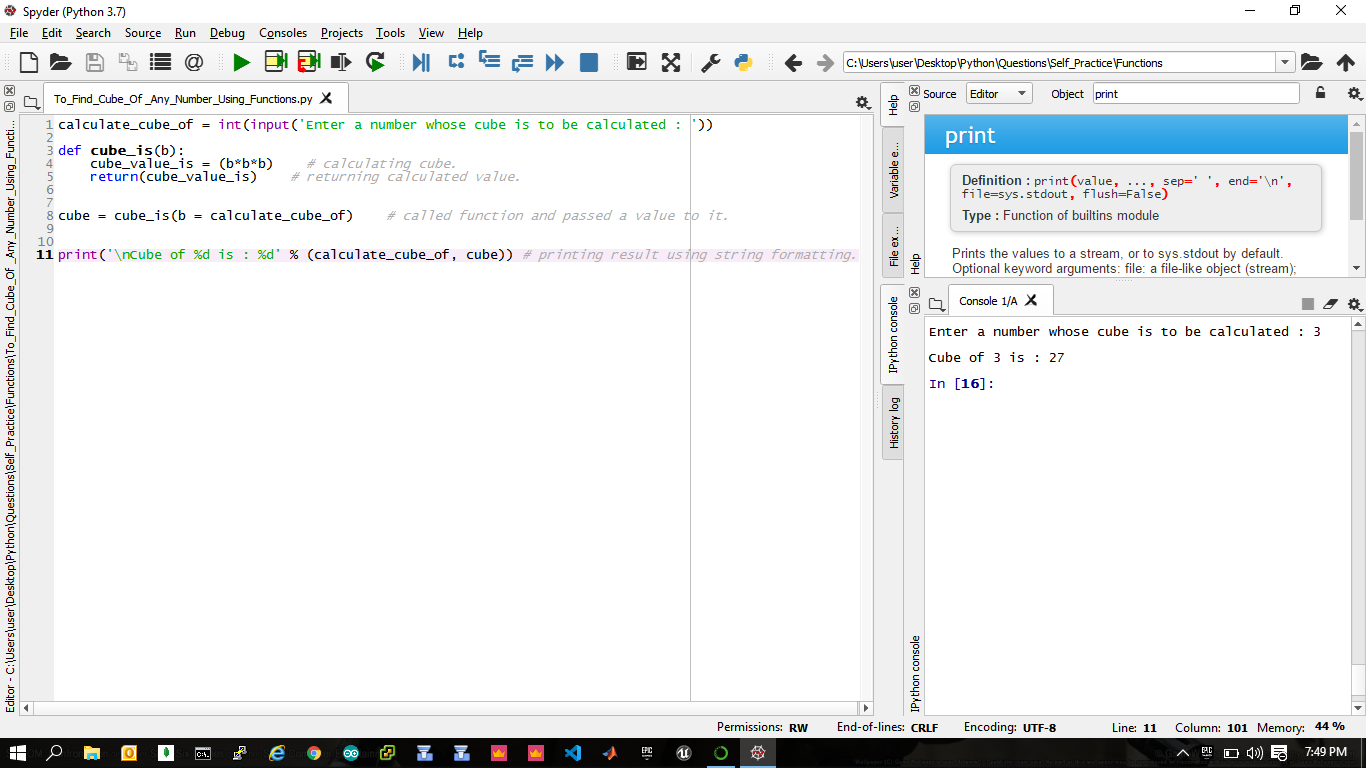 Spyder (Python 3.7)
File Edit Search Source Run Debug Consoles Projects Tools View Help
C:\Users\user\Desktop\Python\Questions\Self_Practice\Functions
To_Find_Cube_Of _Any_Number_Using_Functions.py
Editor - C:\Users\user\Desktop\Python\Questions\Self_Practice\Functions\To_Find_Cube_Of _Any_Number_Using_Functi...
1 calculate_cube_of = int(input('Enter a number whose cube is to be calculated : '))
2
3 def cube_is(b):
4     cube_value_is = (b*b*b)    # calculating cube.
5     return(cube_value_is)    # returning calculated value.
6
7
8 cube = cube_is(b = calculate_cube_of)    # called function and passed a value to it.
9
10
11 print('\nCube of %d is : %d' % (calculate_cube_of, cube)) # printing result using string formatting.
Help
Variable e...
File ex...
Source Editor Object print
print
Definition : print(value, ..., sep=' ', end='\n',
file=sys.stdout, flush=False)
Type : Function of builtins module
Prints the values to a stream, or to sys.stdout by default.
Optional keyword arguments: file: a file-like object (stream);
Help
IPython console
History log
Console 1/A
Enter a number whose cube is to be calculated : 3
Cube of 3 is : 27
In [16]:
IPython console
Permissions: RW End-of-lines: CRLF Encoding: UTF-8 Line: 11 Column: 101 Memory: 44 %
7:49 PM